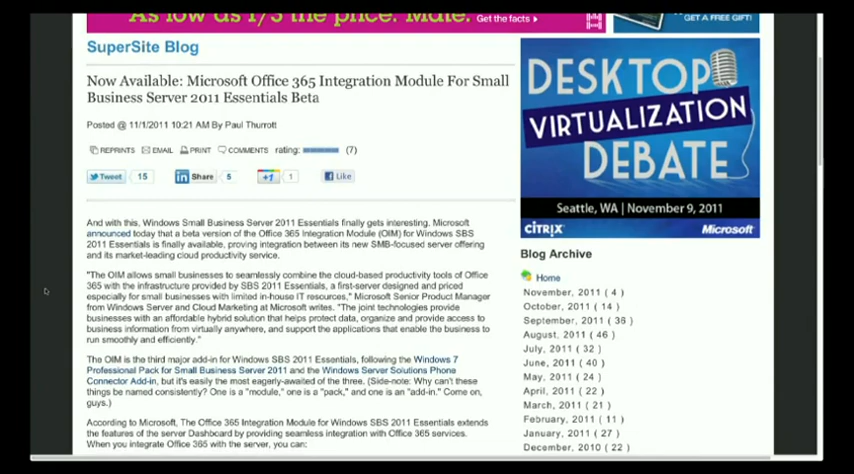 As low as 1/3 the price. Mate.
Get the facts
GET A FREE GIFT!
SuperSite Blog
Now Available: Microsoft Office 365 Integration Module For Small
Business Server 2011 Essentials Beta
Posted @ 11/1/2011 10:21 AM By Paul Thurrott
REPRINTS EMAIL PRINT COMMENTS rating: (7)
Tweet 15 in Share 5 +1 1 Like
And with this, Windows Small Business Server 2011 Essentials finally gets interesting. Microsoft
announced today that a beta version of the Office 365 Integration Module (OIM) for Windows SBS
2011 Essentials is finally available, proving integration between its new SMB-focused server offering
and its market-leading cloud productivity service.
"The OIM allows small businesses to seamlessly combine the cloud-based productivity tools of Office
365 with the infrastructure provided by SBS 2011 Essentials, a first-server designed and priced
especially for small businesses with limited in-house IT resources," Microsoft Senior Product Manager
from Windows Server and Cloud Marketing at Microsoft writes. "The joint technologies provide
businesses with an affordable hybrid solution that helps protect data, organize and provide access to
business information from virtually anywhere, and support the applications that enable the business to
run smoothly and efficiently."
The OIM is the third major add-in for Windows SBS 2011 Essentials, following the Windows 7
Professional Pack for Small Business Server 2011 and the Windows Server Solutions Phone
Connector Add-in, but it's easily the most eagerly-awaited of the three. (Side-note: Why can't these
things be named consistently? One is a "module," one is a "pack," and one is an "add-in." Come on,
guys.)
According to Microsoft, The Office 365 Integration Module for Windows SBS 2011 Essentials extends
the features of the server Dashboard by providing seamless integration with Office 365 services.
When you integrate Office 365 with the server, you can:
DESKTOP
VIRTUALIZATION
DEBATE
Seattle, WA | November 9, 2011
CITRIX Microsoft
Blog Archive
Home
November, 2011 ( 4 )
October, 2011 ( 14 )
September, 2011 ( 36 )
August, 2011 ( 46 )
July, 2011 ( 32 )
June, 2011 ( 40 )
May, 2011 ( 24 )
April, 2011 ( 22 )
March, 2011 ( 21 )
February, 2011 ( 11 )
January, 2011 ( 27 )
December, 2010 ( 22 )